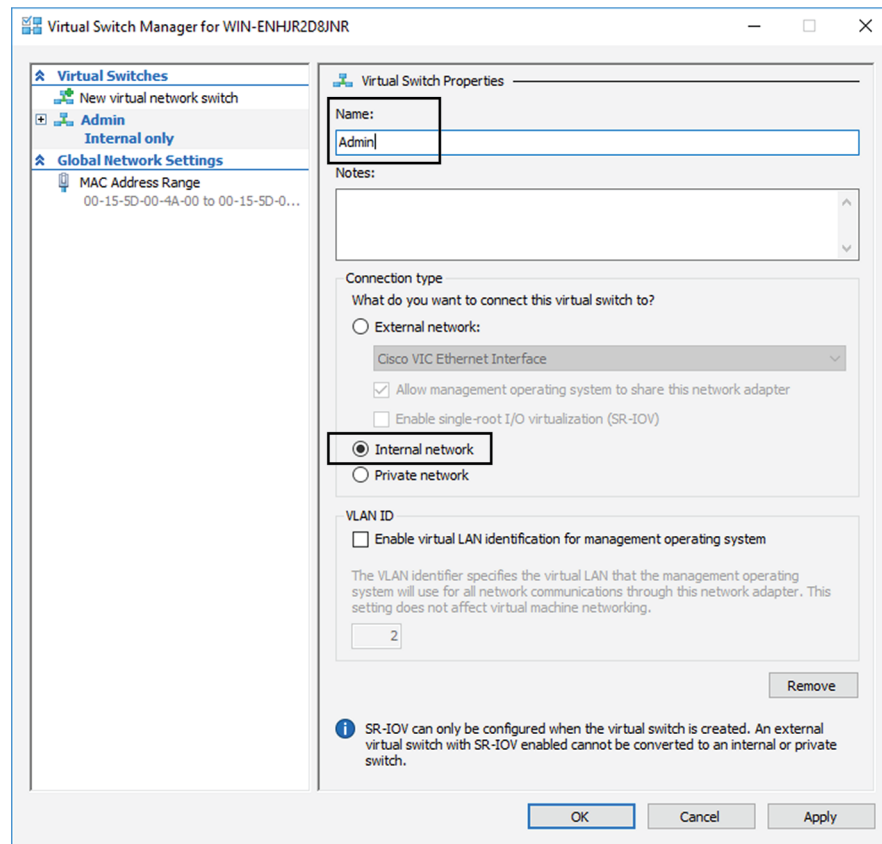 Virtual Switch Manager for WIN-ENHJR2D8JNR
Virtual Switches
New virtual network switch
Admin
Internal only
Global Network Settings
MAC Address Range
00-15-5D-00-4A-00 to 00-15-5D-0...
Virtual Switch Properties
Name:
Admin
Notes:
Connection type
What do you want to connect this virtual switch to?
External network:
Cisco VIC Ethernet Interface
Allow management operating system to share this network adapter
Enable single-root I/O virtualization (SR-IOV)
Internal network
Private network
VLAN ID
Enable virtual LAN identification for management operating system
The VLAN identifier specifies the virtual LAN that the management operating
system will use for all network communications through this network adapter. This
setting does not affect virtual machine networking.
2
Remove
SR-IOV can only be configured when the virtual switch is created. An external
virtual switch with SR-IOV enabled cannot be converted to an internal or private
switch.
OK
Cancel
Apply